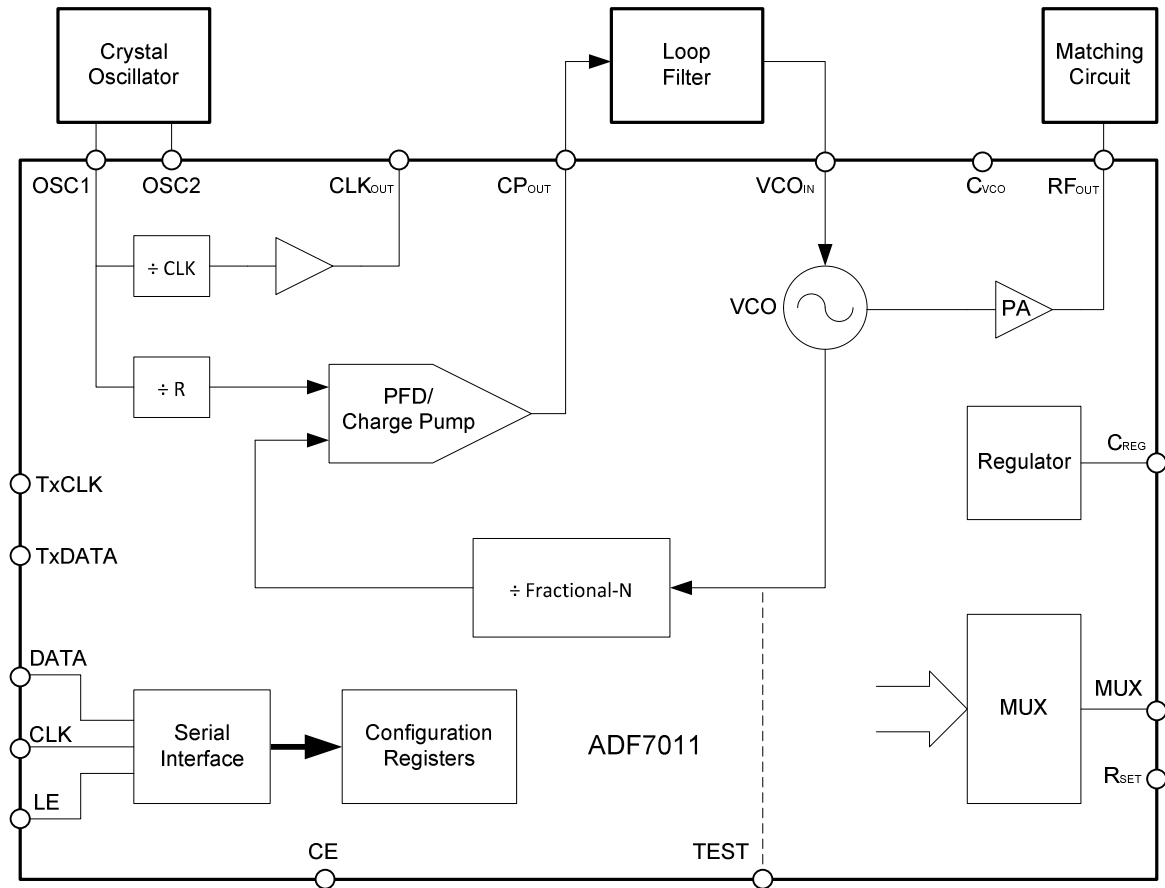 Crystal
Oscillator
Loop
Filter
Matching
Circuit
OSC1
OSC2
CLKOUT
CPOUT
VCOIN
CVCO
RFOUT
÷ CLK
VCO
PA
÷ R
PFD/
Charge Pump
Regulator
CREG
TxCLK
TxDATA
÷ Fractional-N
DATA
CLK
LE
Serial
Interface
Configuration
Registers
ADF7011
MUX
MUX
RSET
CE
TEST